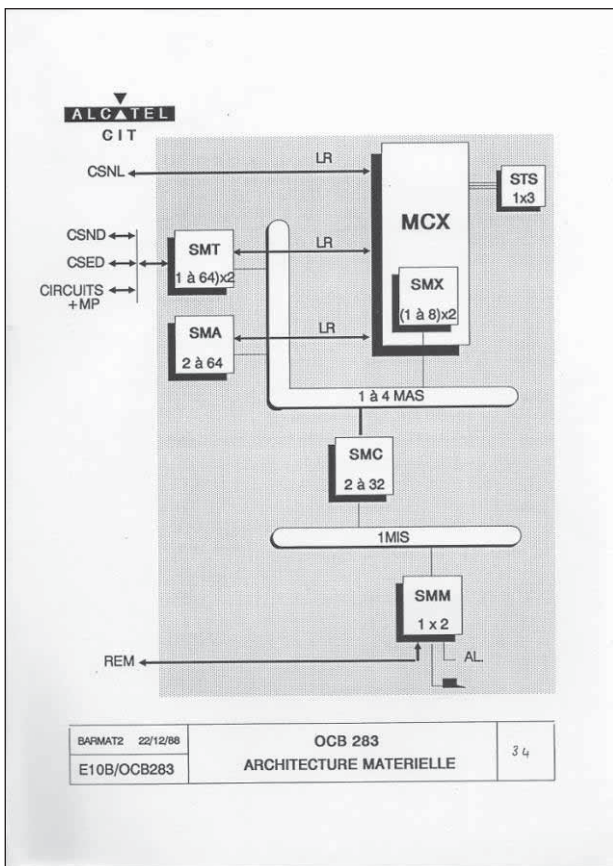 ALCATEL
CIT
LR
CSNL
STS
1x3
MCX
CSND
SMT
LR
CSED
1 à 64)x2
CIRCUITS
+MP
SMX
(1 à 8)x2
SMA
LR
2 à 64
1 à 4 MAS
SMC
2 à 32
1MIS
SMM
1 x 2
REM
AL.
BARMAT2 22/12/88
OCB 283
ARCHITECTURE MATERIELLE
34
E10B/OCB283